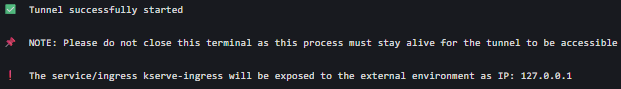 ✅ Tunnel successfully started
📌 NOTE: Please do not close this terminal as this process must stay alive for the tunnel to be accessible
❗ The service/ingress kserve-ingress will be exposed to the external environment as IP: 127.0.0.1